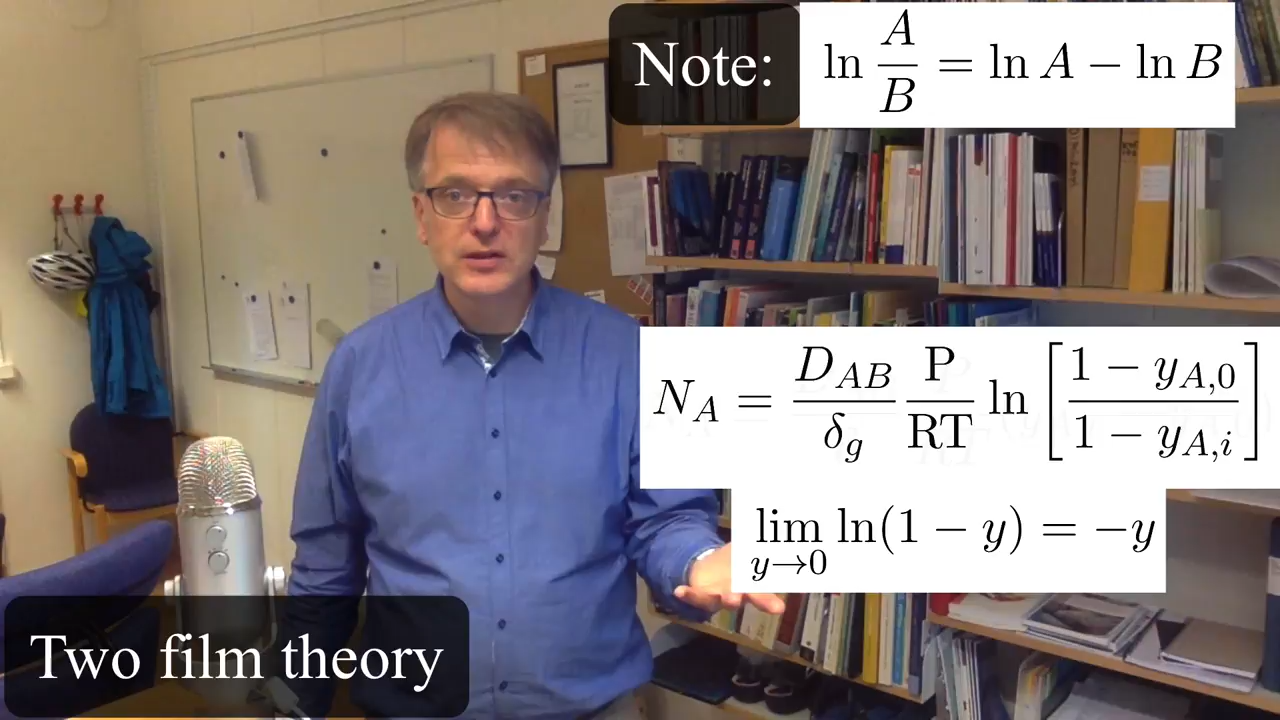 Note: ln A/B = ln A − ln B
N_A = D_AB/δ_g P/RT ln [1 − y_A,0 / 1 − y_A,i]
lim y→0 ln(1 − y) = −y
Two film theory